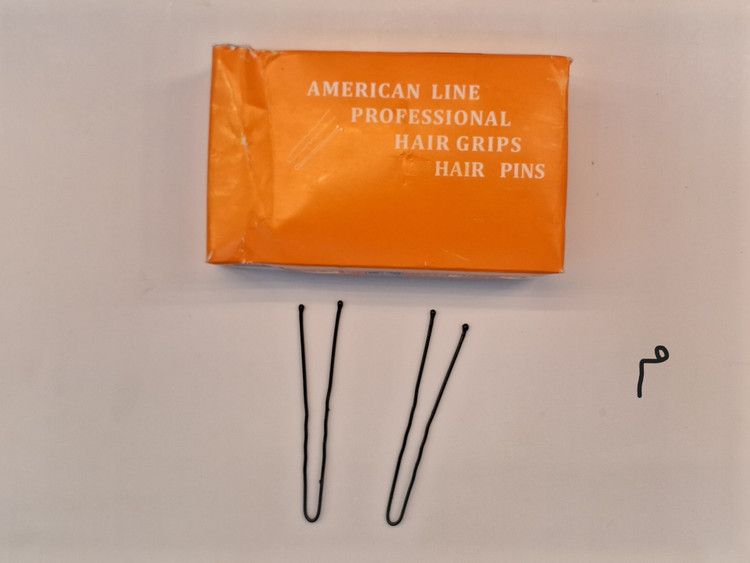 AMERICAN LINE
PROFESSIONAL
HAIR GRIPS
HAIR PINS